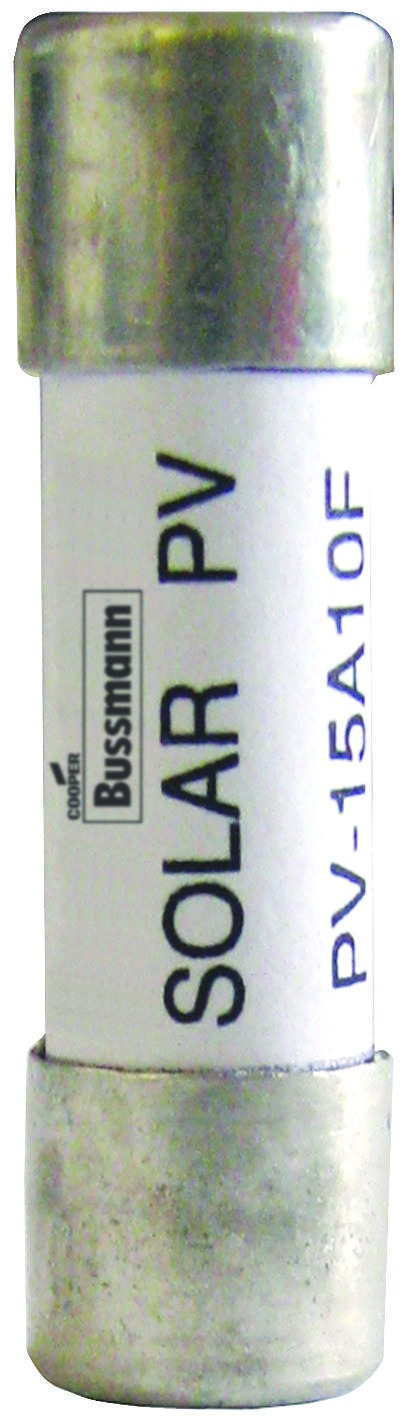 COOPER
Bussmann
SOLAR PV
PV-15A10F